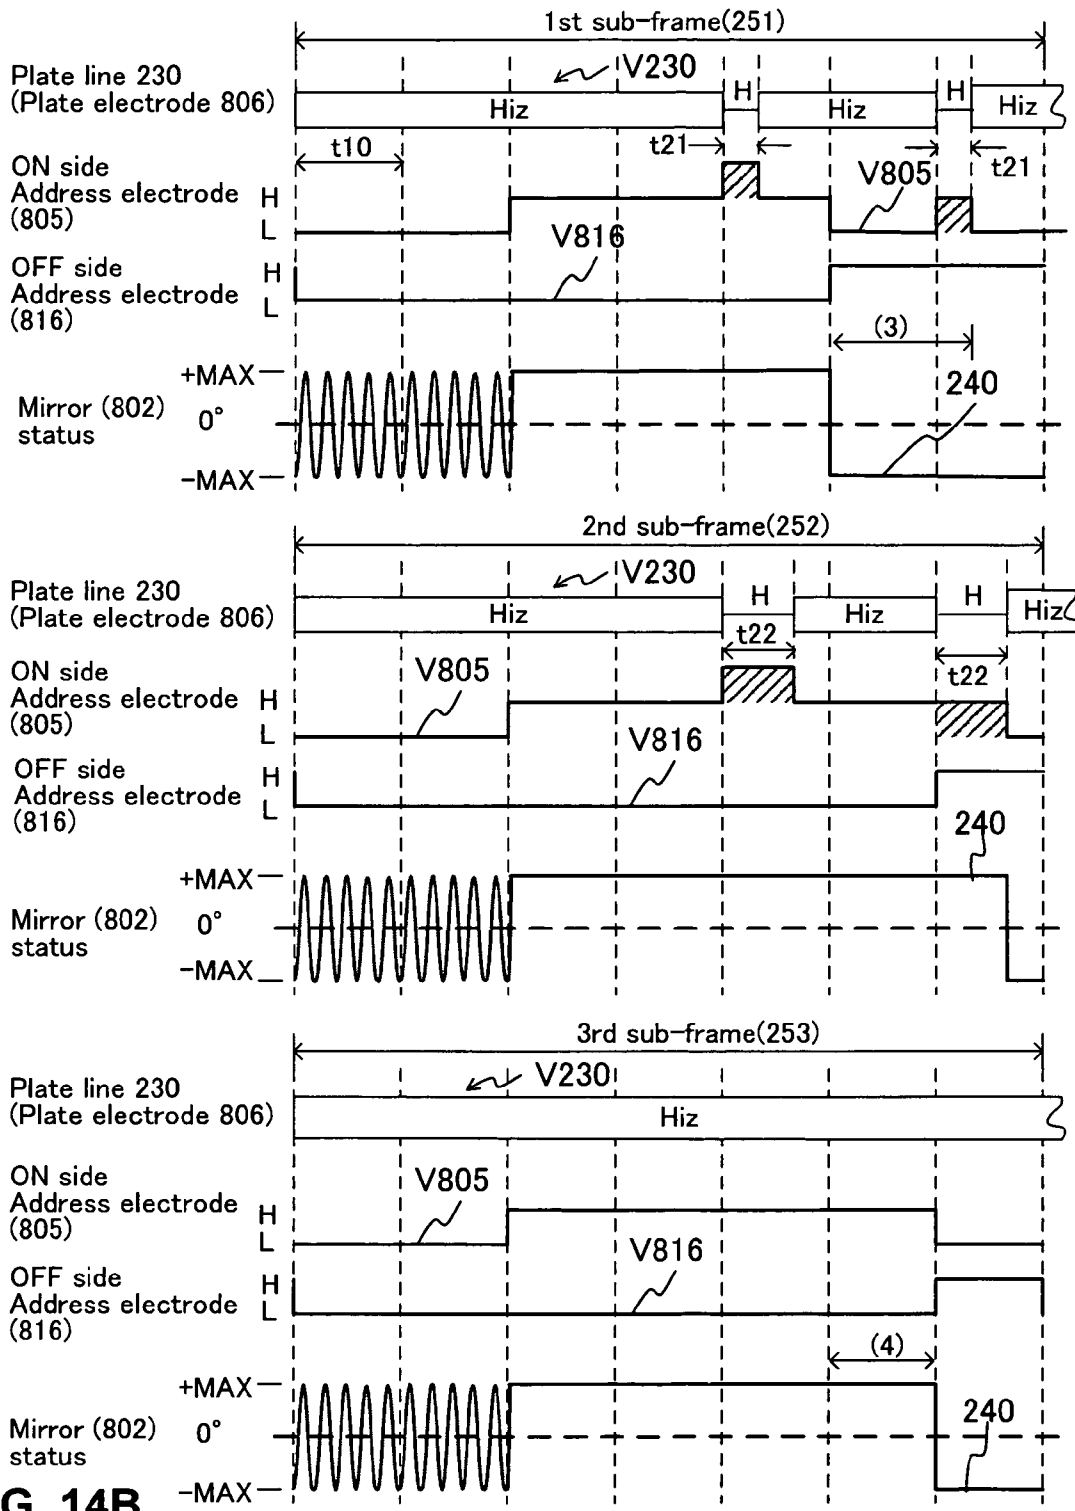 1st sub-frame(251)
Plate line 230
(Plate electrode 806)
V230
Hiz
H
Hiz
H
Hiz
t10
t21
t21
ON side
Address electrode
(805)
H
L
V805
OFF side
Address electrode
(816)
H
L
V816
(3)
Mirror (802)
status
+MAX
0°
-MAX
240
2nd sub-frame(252)
Plate line 230
(Plate electrode 806)
V230
Hiz
H
Hiz
H
Hiz
t22
t22
ON side
Address electrode
(805)
H
L
V805
OFF side
Address electrode
(816)
H
L
V816
240
Mirror (802)
status
+MAX
0°
-MAX
3rd sub-frame(253)
Plate line 230
(Plate electrode 806)
V230
Hiz
ON side
Address electrode
(805)
H
L
V805
OFF side
Address electrode
(816)
H
L
V816
(4)
Mirror (802)
status
+MAX
0°
-MAX
240
G. 14B